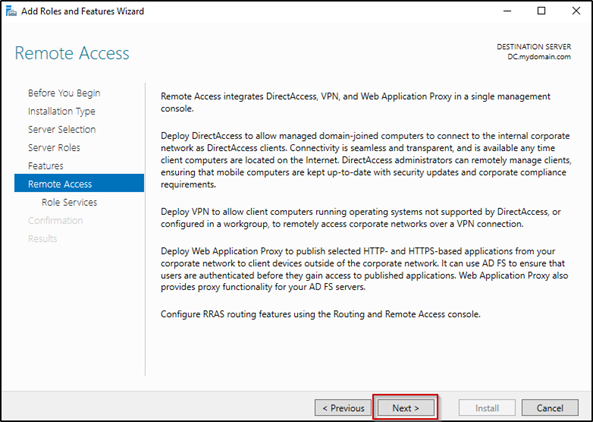 Add Roles and Features Wizard
Remote Access
DESTINATION SERVER
DC.mydomain.com
Before You Begin
Installation Type
Server Selection
Server Roles
Features
Remote Access
Role Services
Confirmation
Results
Remote Access integrates DirectAccess, VPN, and Web Application Proxy in a single management
console.
Deploy DirectAccess to allow managed domain-joined computers to connect to the internal corporate
network as DirectAccess clients. Connectivity is seamless and transparent, and is available any time
client computers are located on the Internet. DirectAccess administrators can remotely manage clients,
ensuring that mobile computers are kept up-to-date with security updates and corporate compliance
requirements.
Deploy VPN to allow client computers running operating systems not supported by DirectAccess, or
configured in a workgroup, to remotely access corporate networks over a VPN connection.
Deploy Web Application Proxy to publish selected HTTP- and HTTPS-based applications from your
corporate network to client devices outside of the corporate network. It can use AD FS to ensure that
users are authenticated before they gain access to published applications. Web Application Proxy also
provides proxy functionality for your AD FS servers.
Configure RRAS routing features using the Routing and Remote Access console.
< Previous
Next >
Install
Cancel